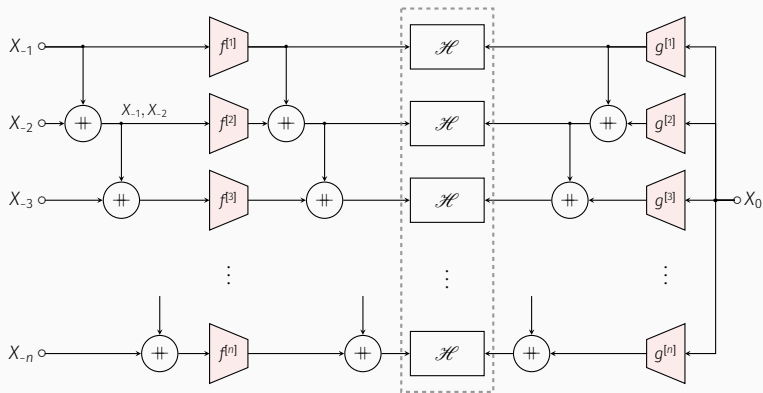 X₋₁ f[1] ℋ g[1]
X₋₁, X₋₂
X₋₂ ⧺ f[2] ⧺ ℋ ⧺ g[2]
X₋₃ ⧺ f[3] ⧺ ℋ ⧺ g[3] X₀
⋮ ⋮ ⋮
X₋ₙ ⧺ f[n] ⧺ ℋ ⧺ g[n]